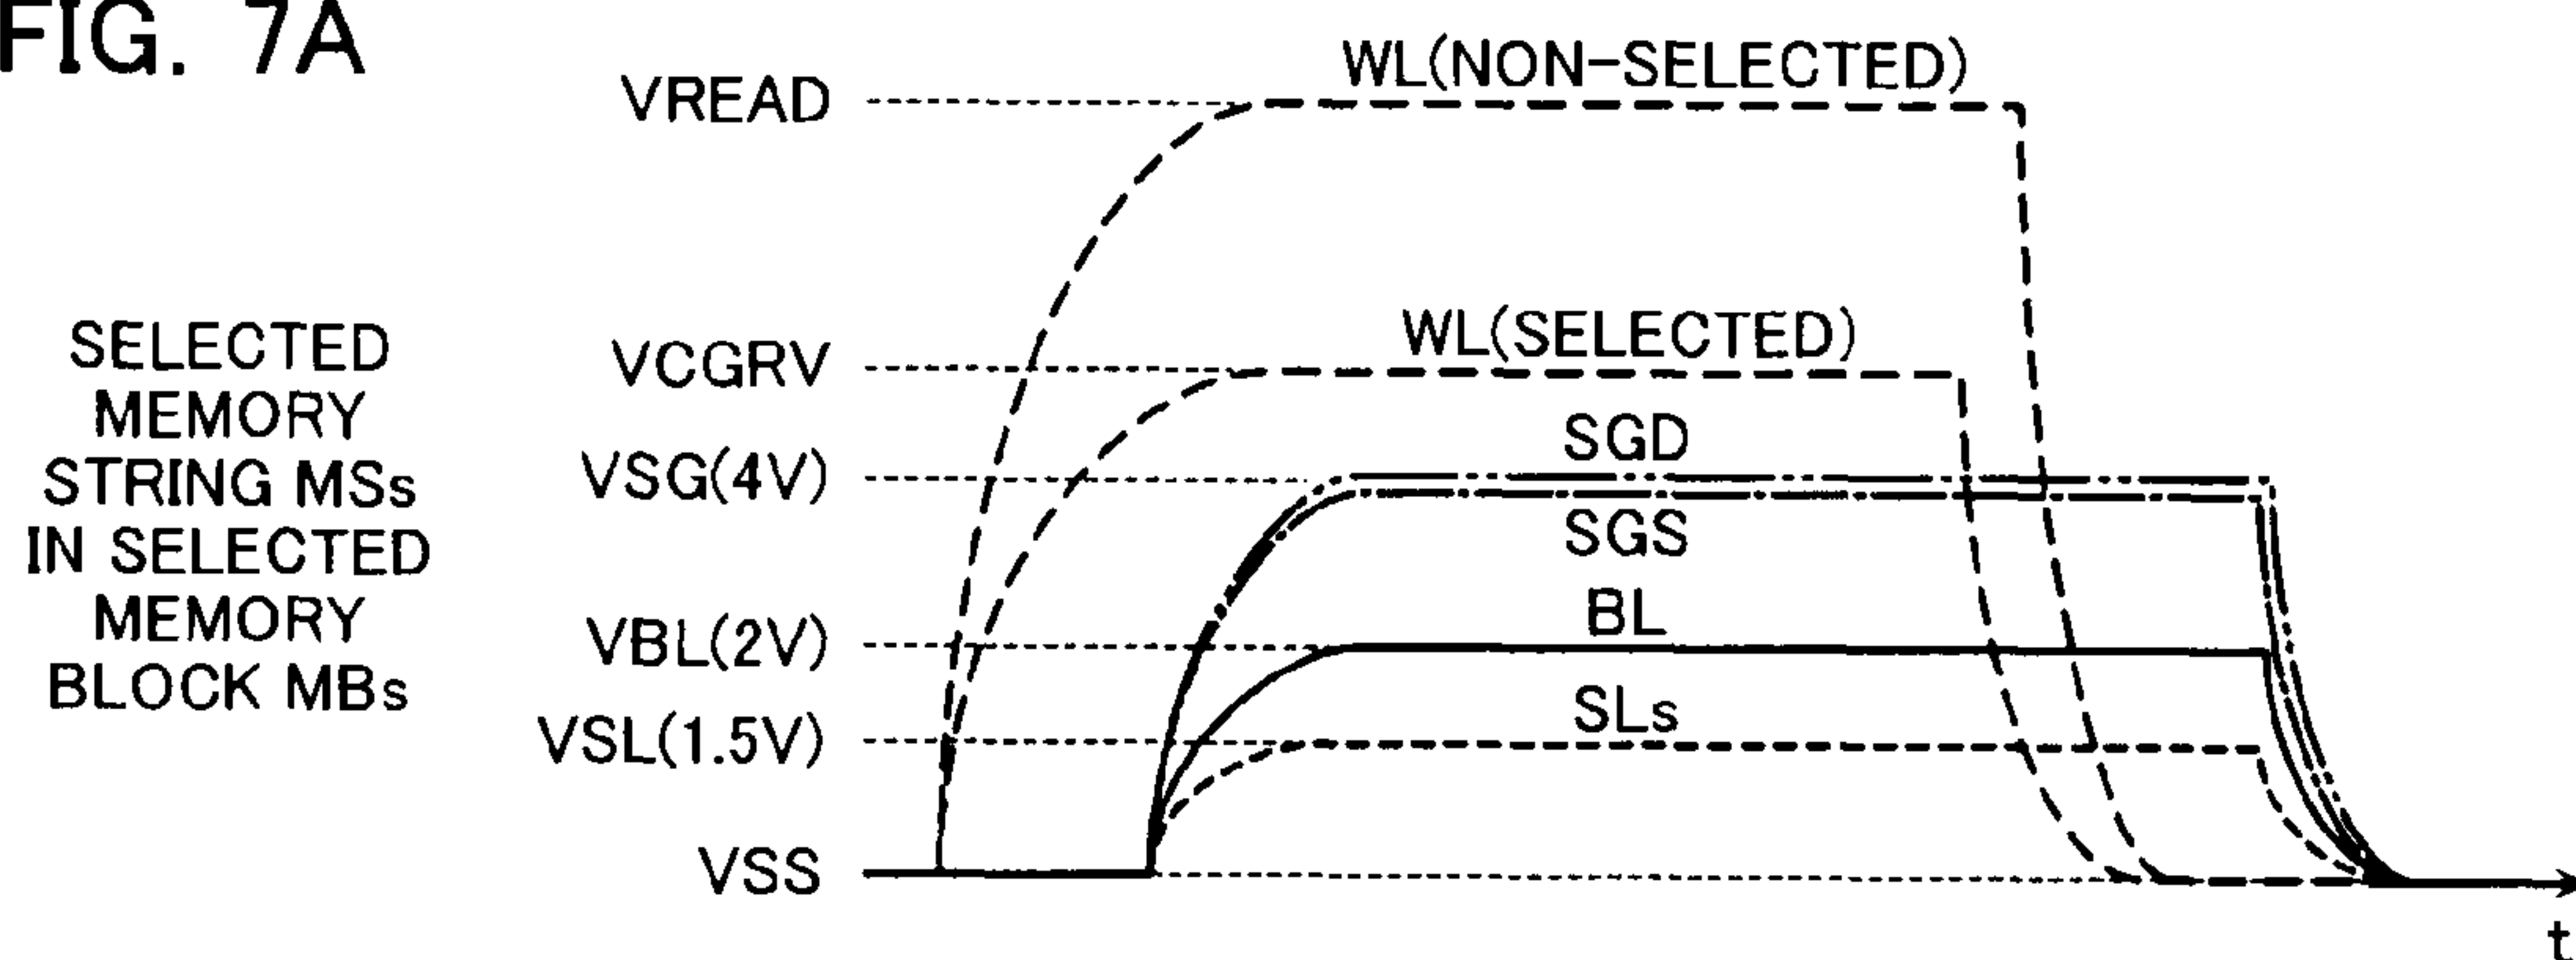 FIG. 7A
WL(NON-SELECTED)
VREAD
WL(SELECTED)
VCGRV
SELECTED
MEMORY
STRING MSs
IN SELECTED
MEMORY
BLOCK MBs
SGD
VSG(4V)
SGS
BL
VBL(2V)
SLs
VSL(1.5V)
VSS
t